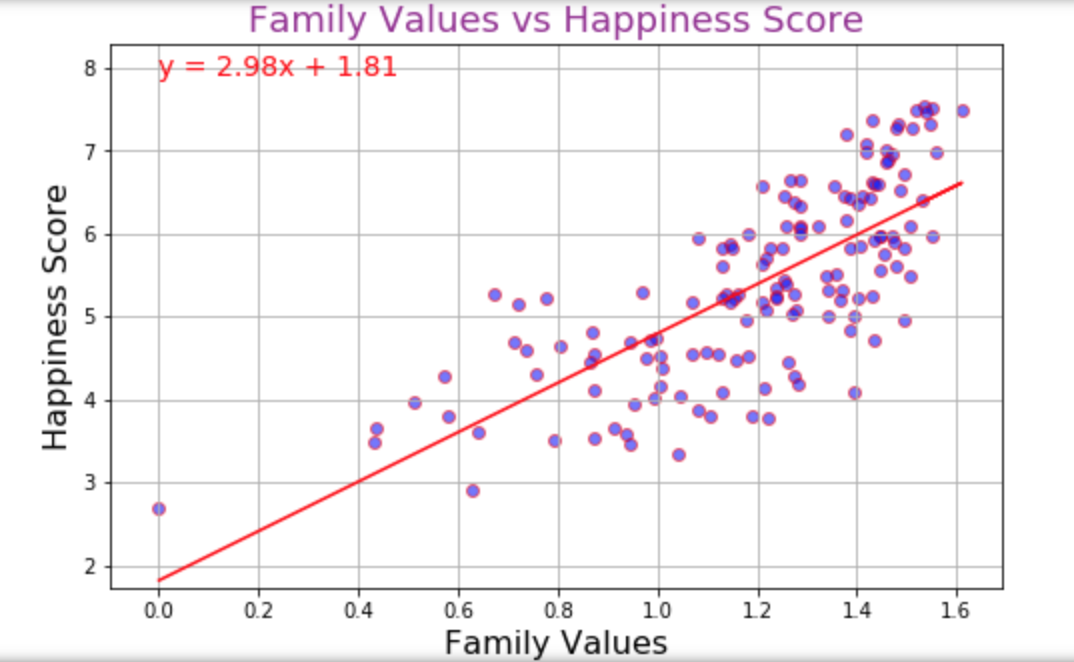 Family Values vs Happiness Score
y = 2.98x + 1.81
8
7
6
5
4
3
2
Happiness Score
0.0 0.2 0.4 0.6 0.8 1.0 1.2 1.4 1.6
Family Values